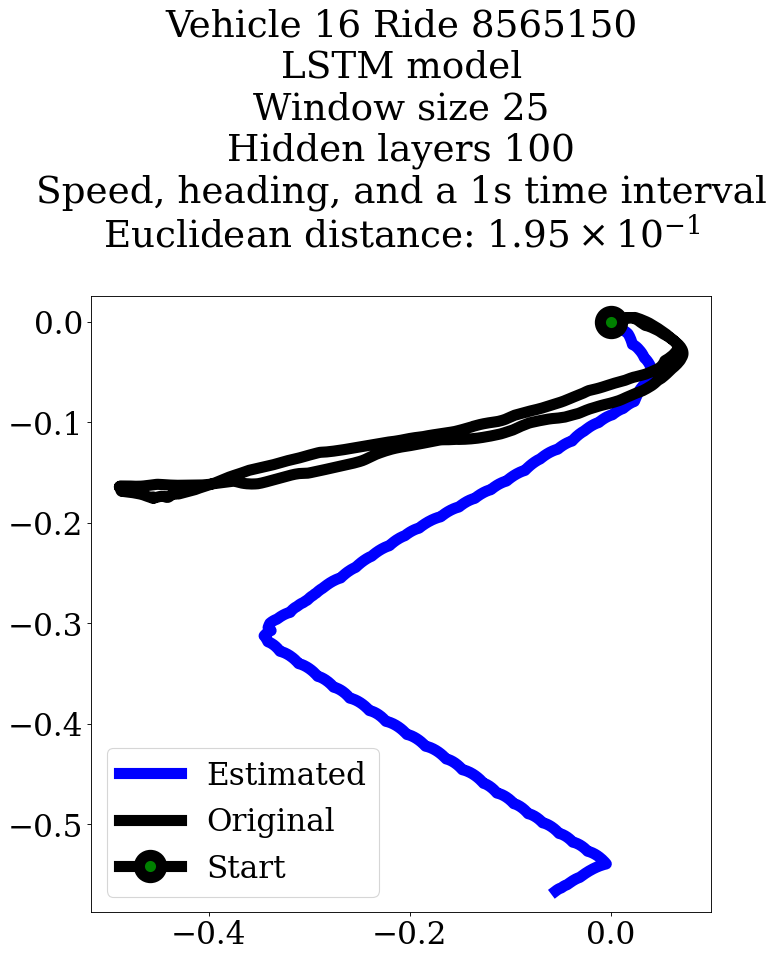 Vehicle 16 Ride 8565150
LSTM model
Window size 25
Hidden layers 100
Speed, heading, and a 1s time interval
Euclidean distance: 1.95 × 10⁻¹
0.0
−0.1
−0.2
−0.3
−0.4
−0.5
Estimated
Original
Start
−0.4 −0.2 0.0